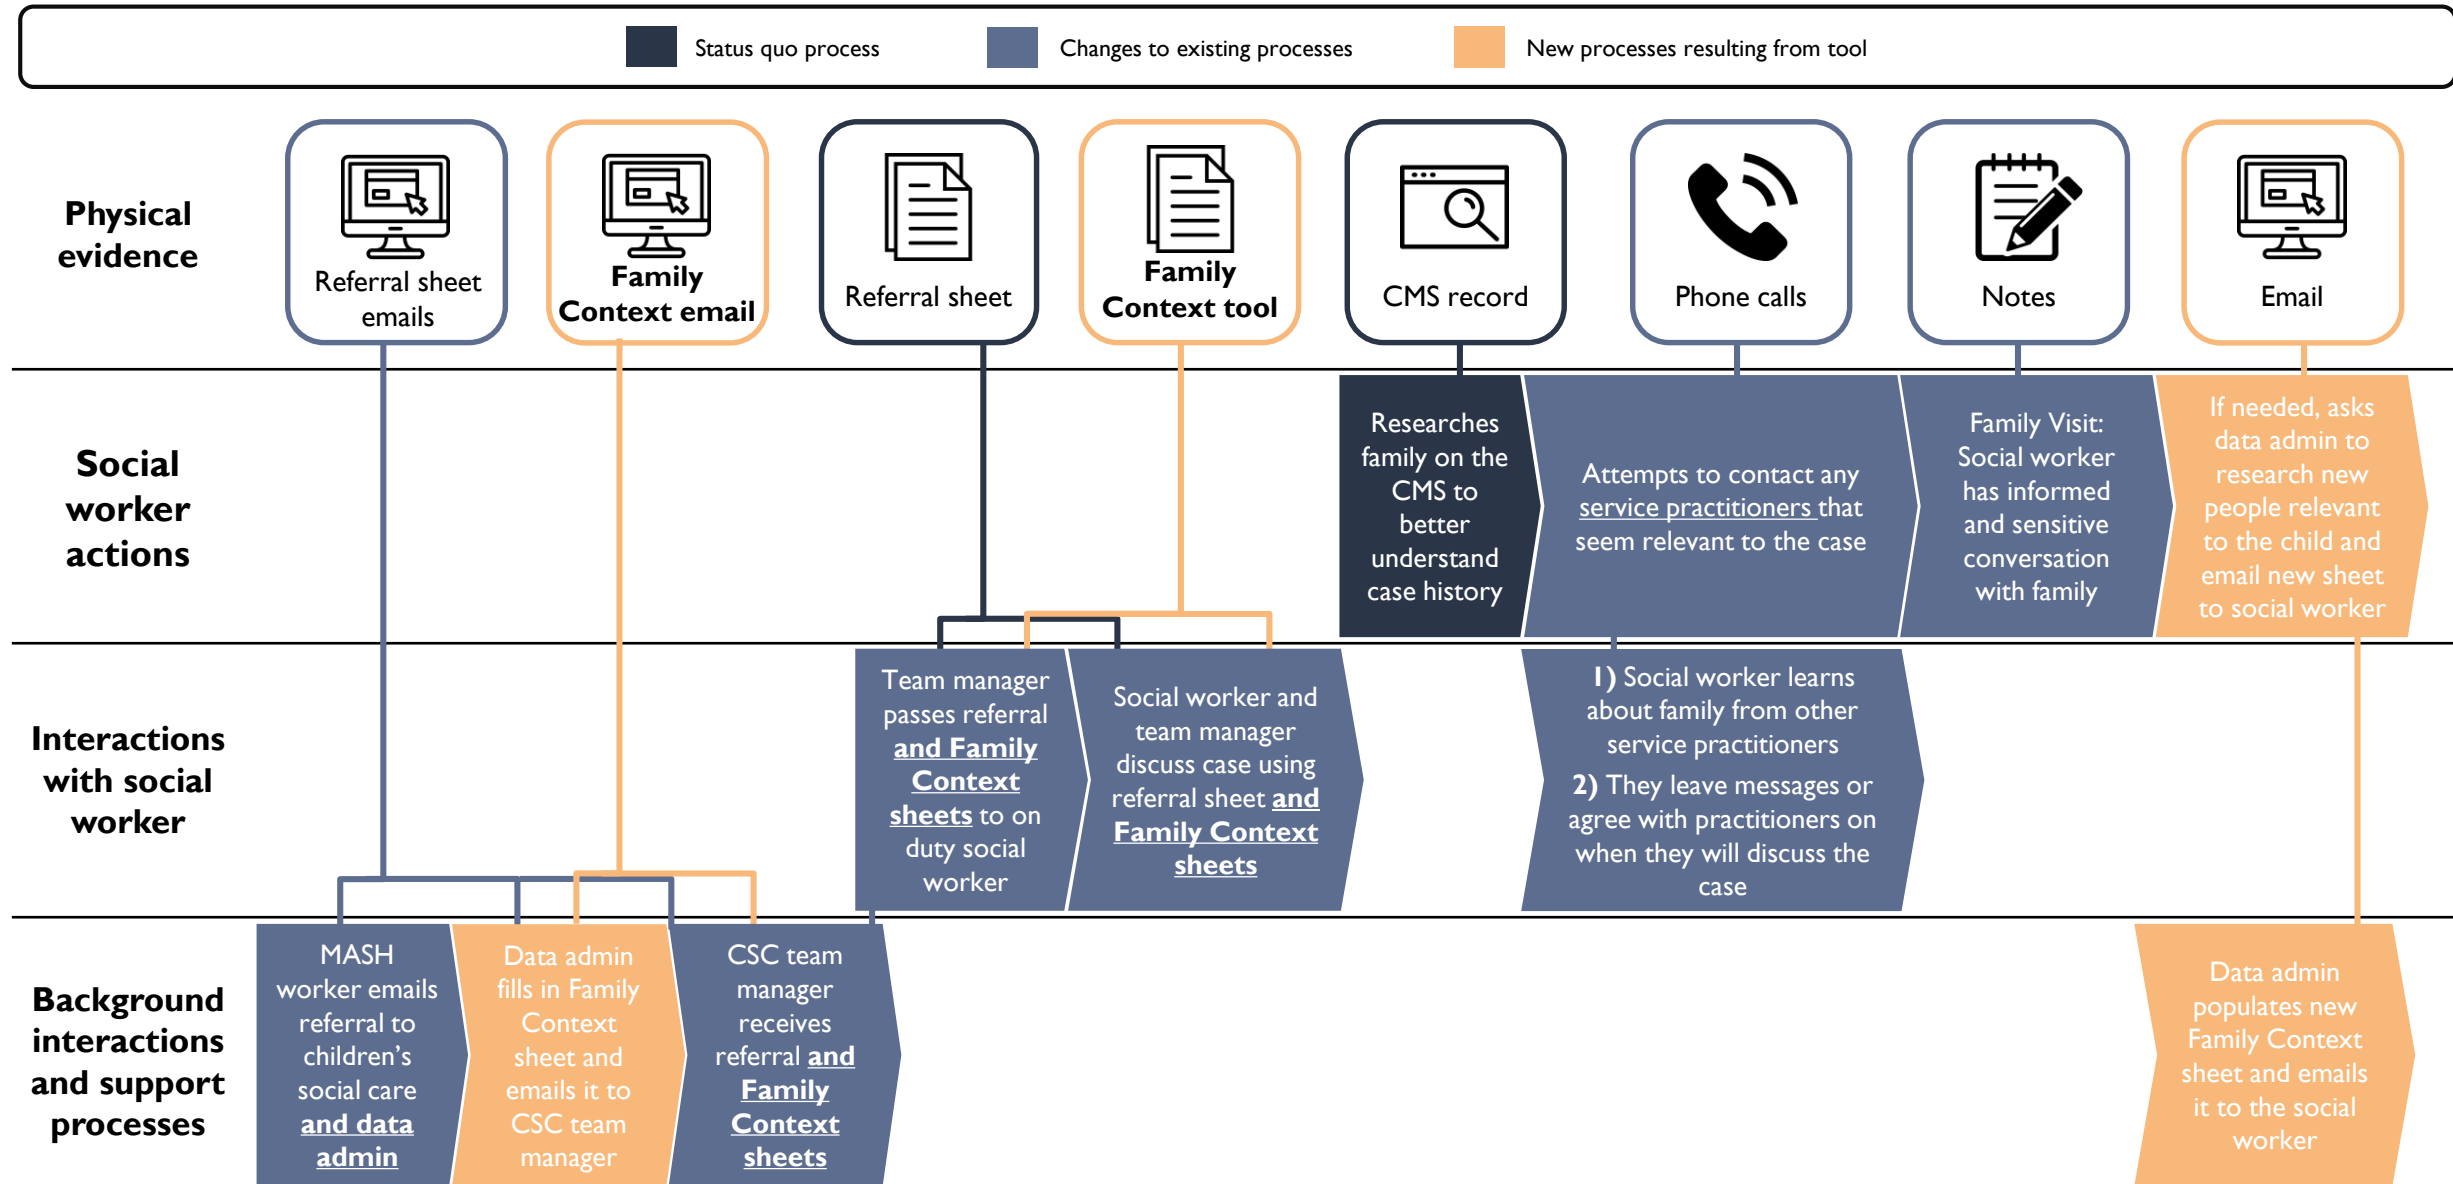 Status quo process
Changes to existing processes
New processes resulting from tool
Physical
evidence
Referral sheet
emails
Family
Context email
Referral sheet
Family
Context tool
CMS record
Phone calls
Notes
Email
Social
worker
actions
Researches
family on the
CMS to
better
understand
case history
Attempts to contact any
service practitioners that
seem relevant to the case
Family Visit:
Social worker
has informed
and sensitive
conversation
with family
If needed, asks
data admin to
research new
people relevant
to the child and
email new sheet
to social worker
Interactions
with social
worker
Team manager
passes referral
and Family
Context
sheets to on
duty social
worker
Social worker and
team manager
discuss case using
referral sheet and
Family Context
sheets
1) Social worker learns
about family from other
service practitioners
2) They leave messages or
agree with practitioners on
when they will discuss the
case
Background
interactions
and support
processes
MASH
worker emails
referral to
children's
social care
and data
admin
Data admin
fills in Family
Context
sheet and
emails it to
CSC team
manager
CSC team
manager
receives
referral and
Family
Context
sheets
Data admin
populates new
Family Context
sheet and emails
it to the social
worker